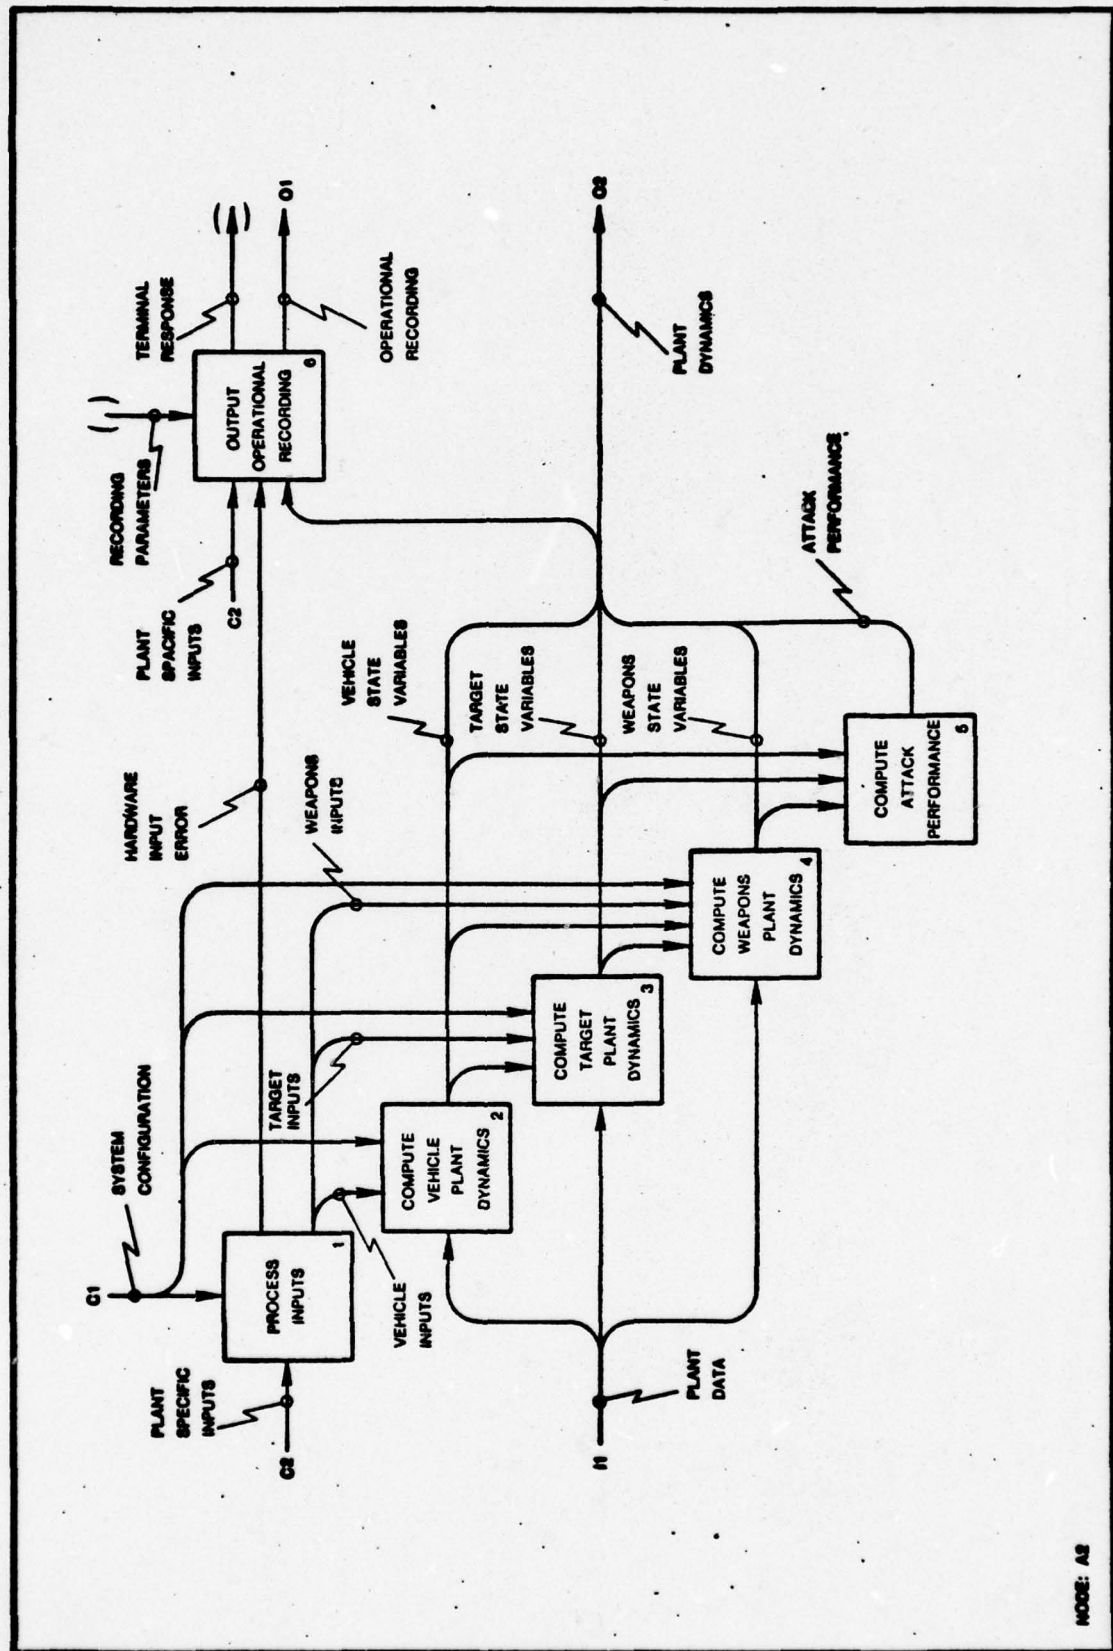 C1
SYSTEM
CONFIGURATION
PLANT
SPECIFIC
INPUTS
C2
PROCESS
INPUTS
1
HARDWARE
INPUT
ERROR
PLANT
SPACIFIC
INPUTS
C2
RECORDING
PARAMETERS
( )
OUTPUT
OPERATIONAL
RECORDING
6
TERMINAL
RESPONSE
( )
O1
OPERATIONAL
RECORDING
VEHICLE
INPUTS
TARGET
INPUTS
WEAPONS
INPUTS
COMPUTE
VEHICLE
PLANT
DYNAMICS
2
VEHICLE
STATE
VARIABLES
I1
PLANT
DATA
COMPUTE
TARGET
PLANT
DYNAMICS
3
TARGET
STATE
VARIABLES
O2
PLANT
DYNAMICS
COMPUTE
WEAPONS
PLANT
DYNAMICS
4
WEAPONS
STATE
VARIABLES
COMPUTE
ATTACK
PERFORMANCE
5
ATTACK
PERFORMANCE
NODE: A2